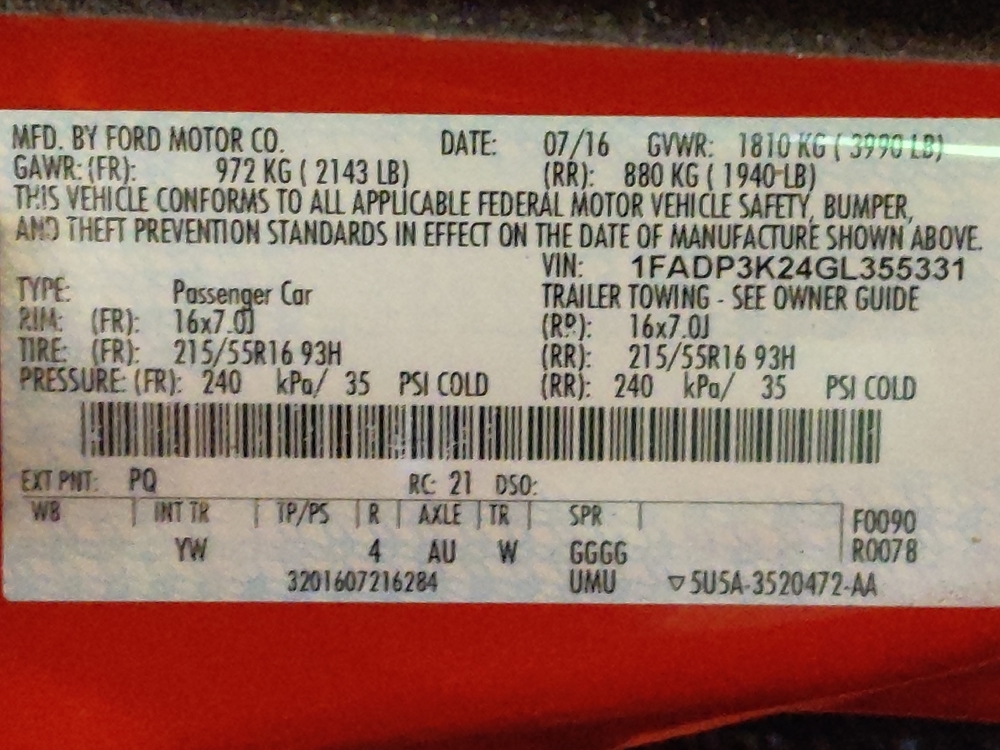 MFD. BY FORD MOTOR CO. DATE: 07/16 GVWR: 1810 KG ( 3990 LB)
GAWR: (FR): 972 KG ( 2143 LB) (RR): 880 KG ( 1940 LB)
THIS VEHICLE CONFORMS TO ALL APPLICABLE FEDERAL MOTOR VEHICLE SAFETY, BUMPER,
AND THEFT PREVENTION STANDARDS IN EFFECT ON THE DATE OF MANUFACTURE SHOWN ABOVE.
VIN: 1FADP3K24GL355331
TYPE: Passenger Car TRAILER TOWING - SEE OWNER GUIDE
RIM: (FR): 16x7.0J (RR): 16x7.0J
TIRE: (FR): 215/55R16 93H (RR): 215/55R16 93H
PRESSURE: (FR): 240 kPa/ 35 PSI COLD (RR): 240 kPa/ 35 PSI COLD
EXT PNT: PQ RC: 21 DSO:
WB INT TR TP/PS R AXLE TR SPR F0090
YW 4 AU W GGGG R0078
3201607216284 UMU ▽ 5U5A-3520472-AA